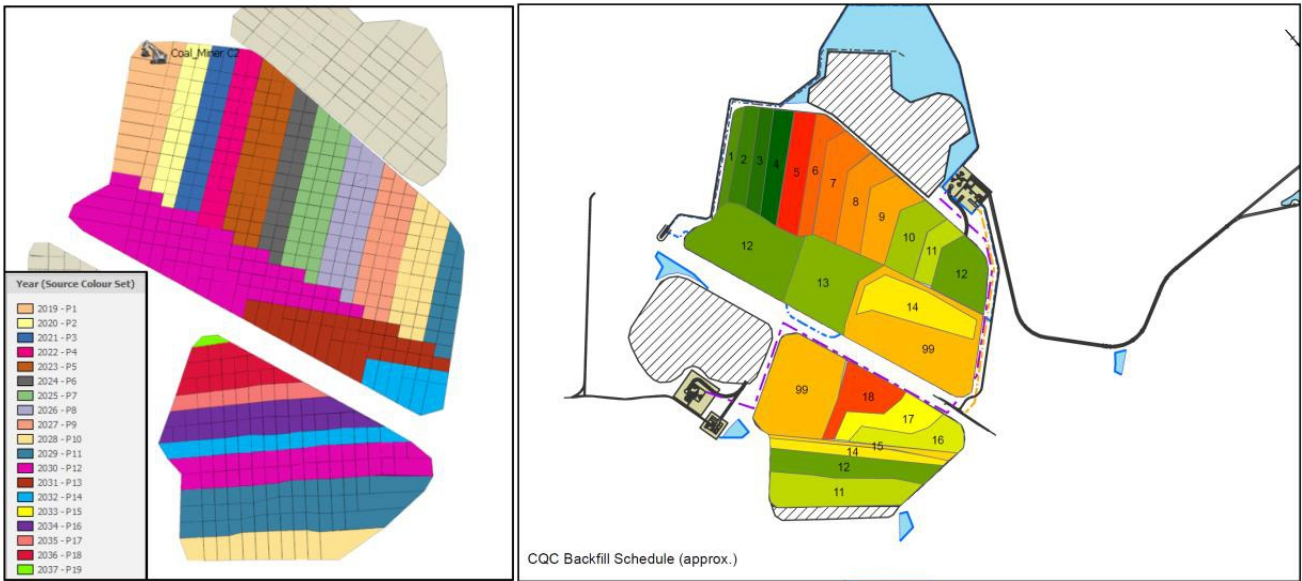 Coal_Miner C2
Year (Source Colour Set)
2019 - P1
2020 - P2
2021 - P3
2022 - P4
2023 - P5
2024 - P6
2025 - P7
2026 - P8
2027 - P9
2028 - P10
2029 - P11
2030 - P12
2031 - P13
2032 - P14
2033 - P15
2034 - P16
2035 - P17
2036 - P18
2037 - P19
1
2
3
4
5
6
7
8
9
10
11
12
12
13
14
99
99
18
17
16
15
14
12
11
CQC Backfill Schedule (approx.)